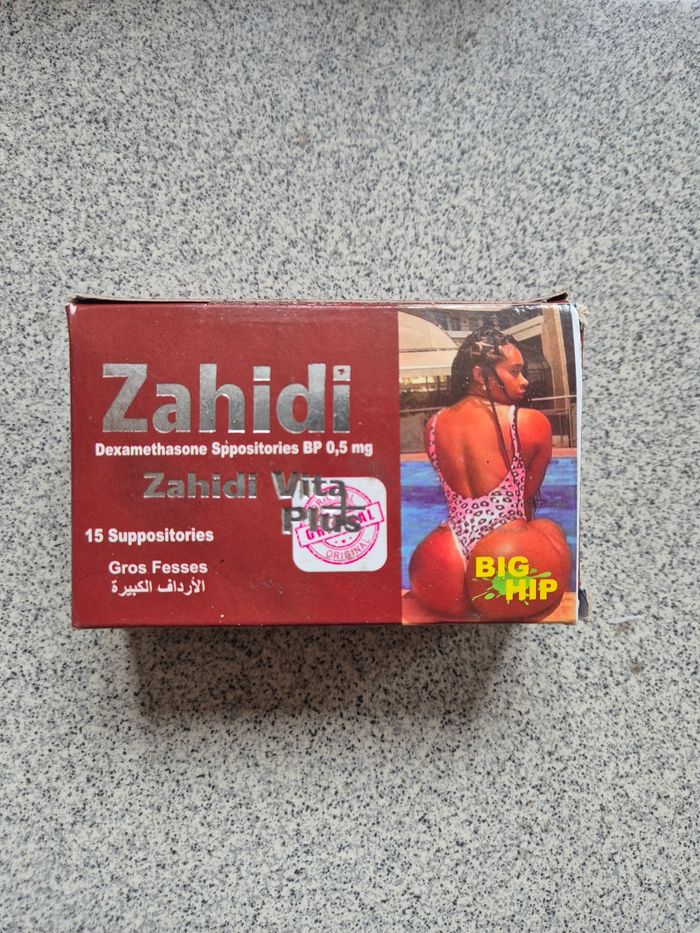 Zahidi
Dexamethasone Sppositories BP 0,5 mg
Zahidi Vita
Plus
ORIGINAL
ORIGINAL
15 Suppositories
Gros Fesses
الأرداف الكبيرة
BIG
HIP